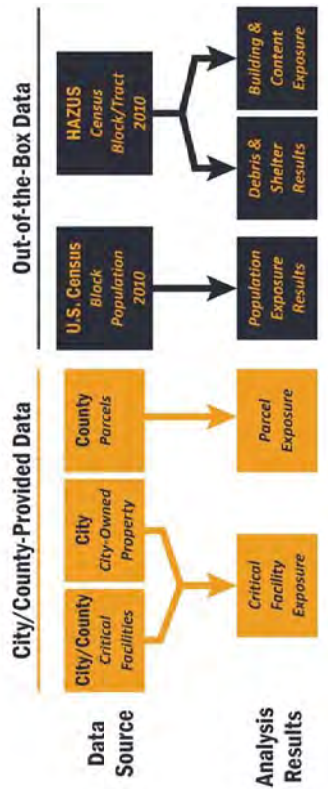 City/County-Provided Data
Out-of-the-Box Data
Data
Source
City/County
Critical
Facilities
City
City-Owned
Property
County
Parcels
U.S. Census
Block
Population
2010
HAZUS
Census
Block/Tract
2010
Analysis
Results
Critical
Facility
Exposure
Parcel
Exposure
Population
Exposure
Results
Debris &
Shelter
Results
Building &
Content
Exposure